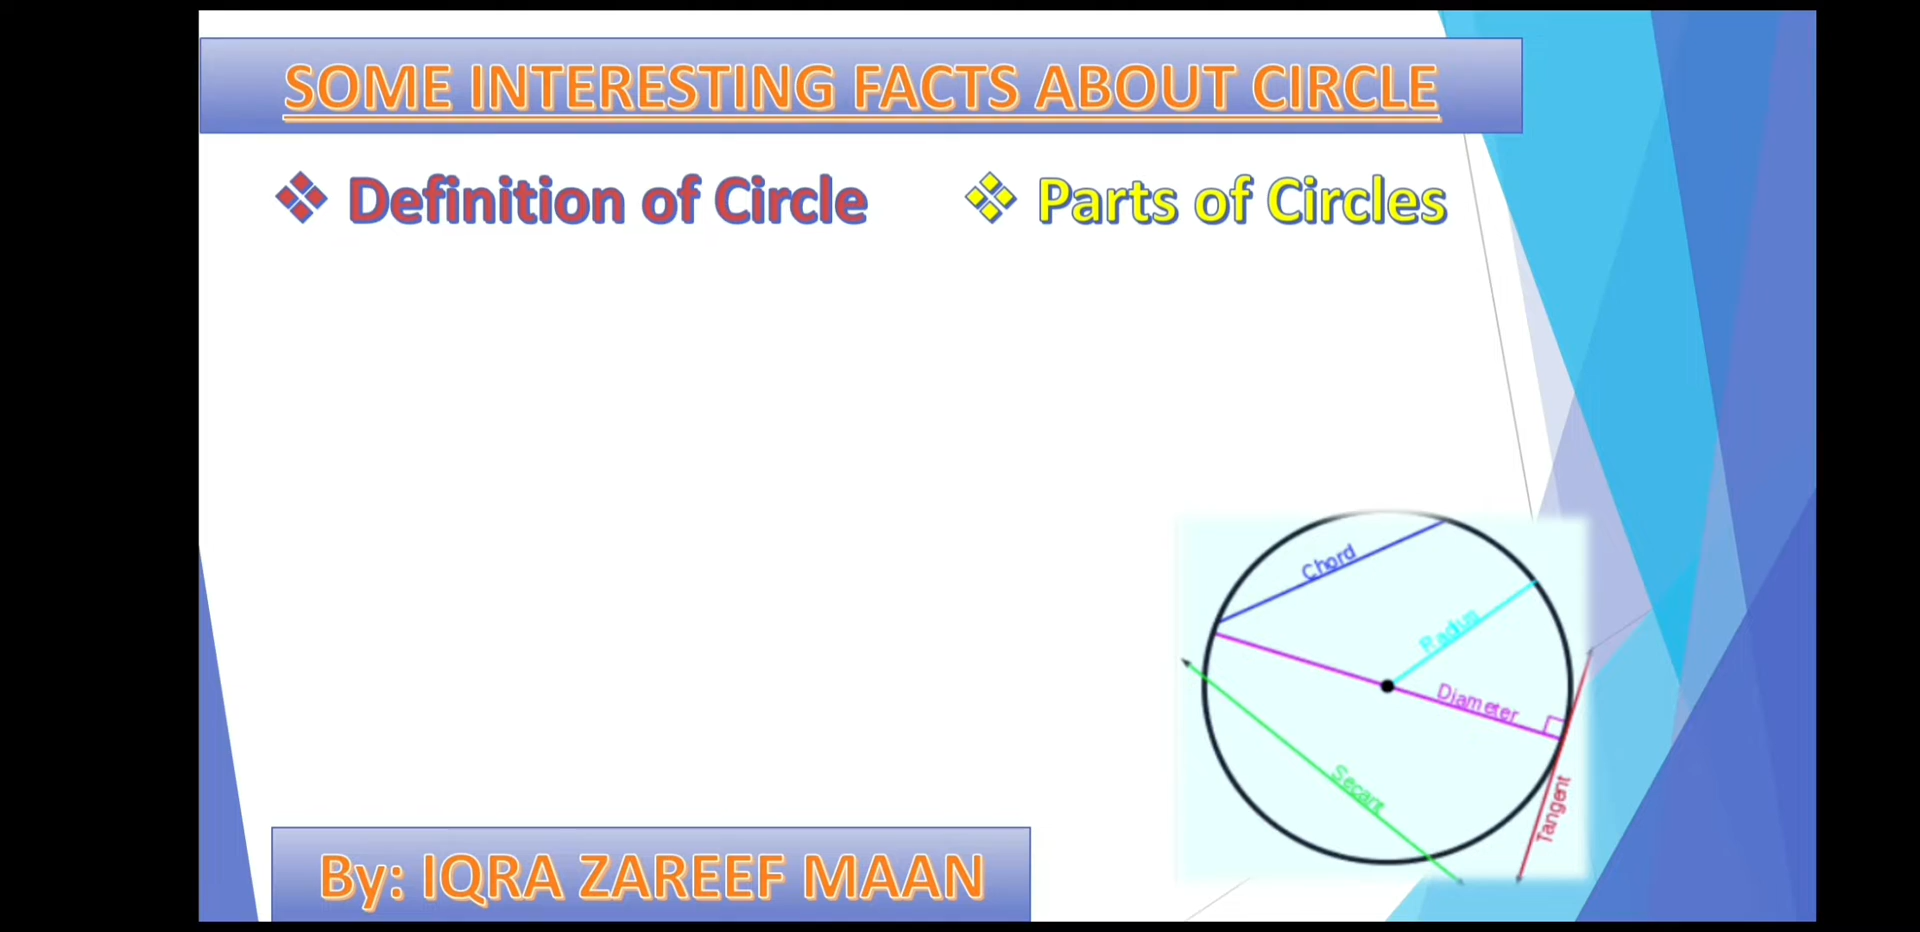 SOME INTERESTING FACTS ABOUT CIRCLE
❖ Definition of Circle
❖ Parts of Circles
Chord
Radius
Diameter
Secant
Tangent
By: IQRA ZAREEF MAAN